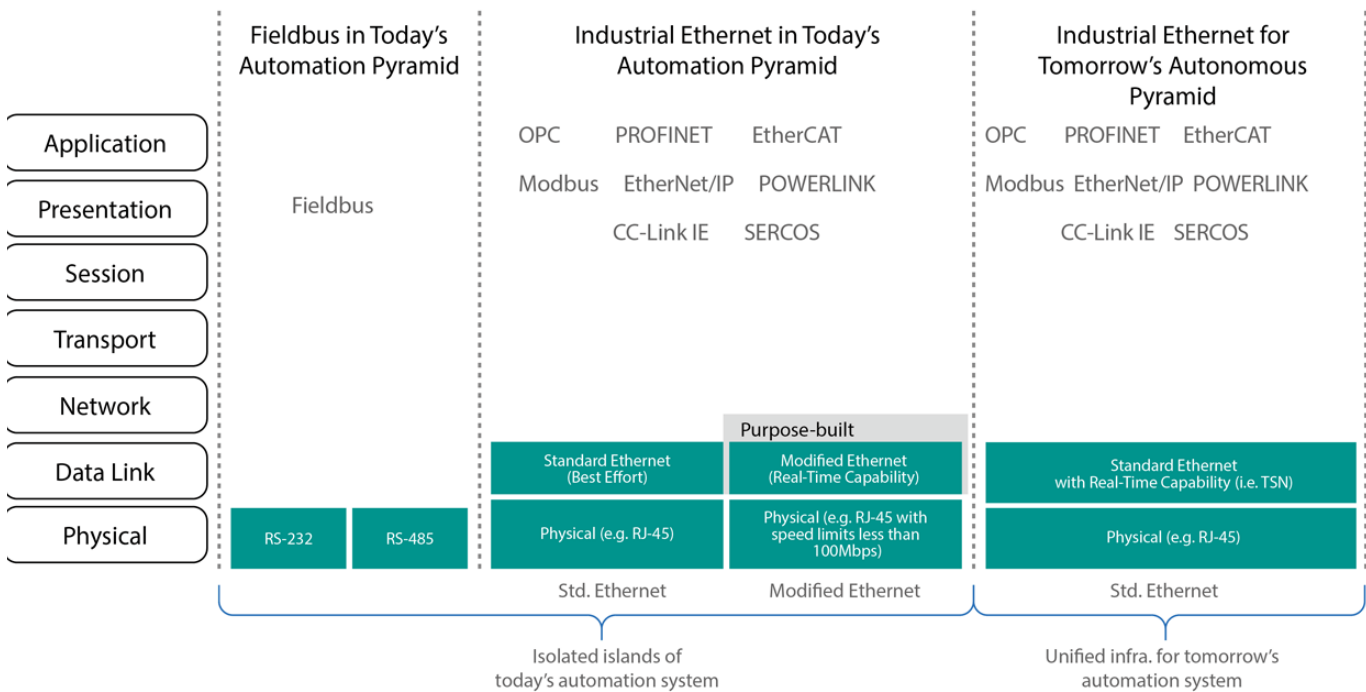 Fieldbus in Today's
Automation Pyramid
Industrial Ethernet in Today's
Automation Pyramid
Industrial Ethernet for
Tomorrow's Autonomous
Pyramid
Application
Presentation
Session
Transport
Network
Data Link
Physical
Fieldbus
RS-232
RS-485
OPC PROFINET EtherCAT
Modbus EtherNet/IP POWERLINK
CC-Link IE SERCOS
Purpose-built
Standard Ethernet
(Best Effort)
Modified Ethernet
(Real-Time Capability)
Physical (e.g. RJ-45)
Physical (e.g. RJ-45 with
speed limits less than
100Mbps)
Std. Ethernet
Modified Ethernet
OPC PROFINET EtherCAT
Modbus EtherNet/IP POWERLINK
CC-Link IE SERCOS
Standard Ethernet
with Real-Time Capability (i.e. TSN)
Physical (e.g. RJ-45)
Std. Ethernet
Isolated islands of
today's automation system
Unified infra. for tomorrow's
automation system